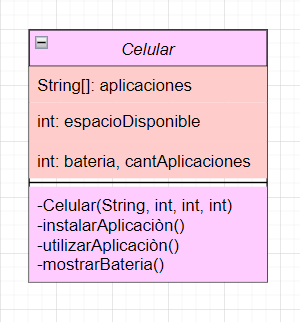 Celular
String[]: aplicaciones
int: espacioDisponible
int: bateria, cantAplicaciones
-Celular(String, int, int, int)
-instalarAplicaciòn()
-utilizarAplicaciòn()
-mostrarBateria()